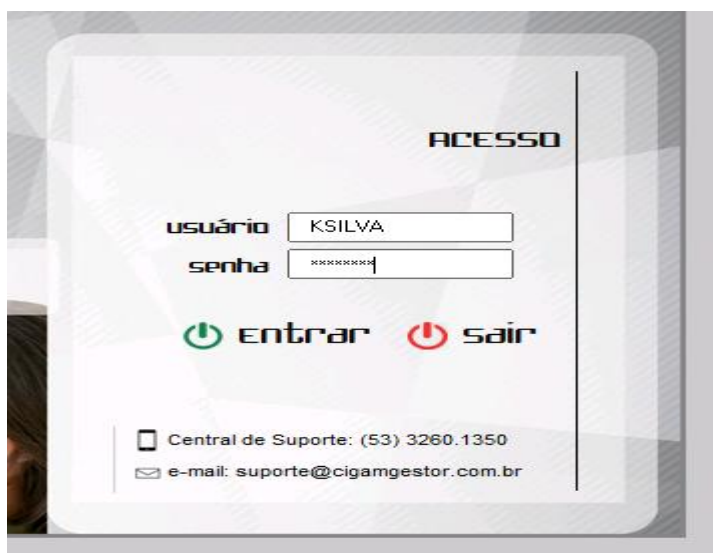 ACESSO
usuário KSILVA
senha ********
entrar sair
Central de Suporte: (53) 3260.1350
e-mail: suporte@cigamgestor.com.br